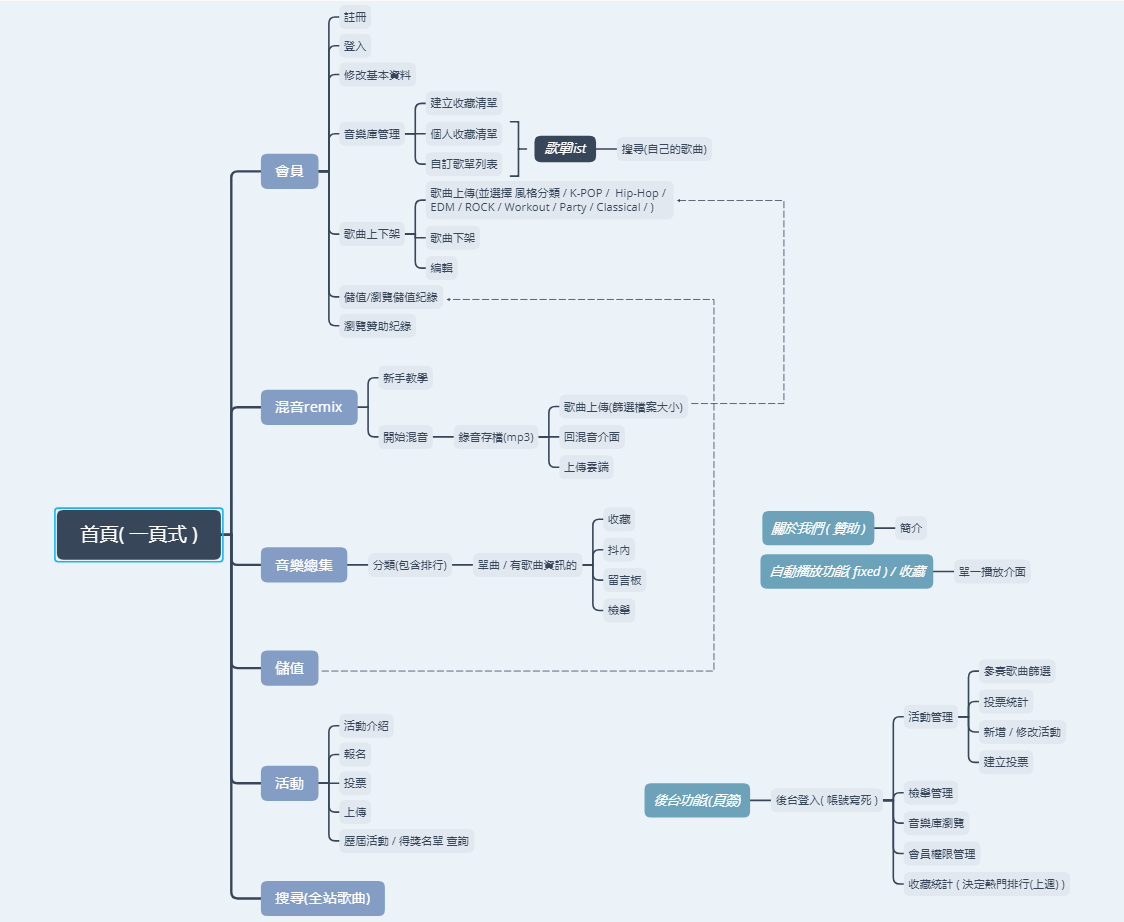 首頁( 一頁式 )
會員
註冊
登入
修改基本資料
音樂庫管理
建立收藏清單
個人收藏清單
自訂歌單列表
歌單list
搜尋(自己的歌曲)
歌曲上下架
歌曲上傳(並選擇 風格分類 / K-POP /  Hip-Hop /
EDM / ROCK / Workout / Party / Classical / )
歌曲下架
編輯
儲值/瀏覽儲值紀錄
瀏覽贊助紀錄
混音remix
新手教學
開始混音
錄音存檔(mp3)
歌曲上傳(篩選檔案大小)
回混音介面
上傳雲端
音樂總集
分類(包含排行)
單曲 / 有歌曲資訊的
收藏
抖內
留言板
檢舉
儲值
活動
活動介紹
報名
投票
上傳
歷屆活動 / 得獎名單 查詢
搜尋(全站歌曲)
關於我們 ( 贊助 )
簡介
自動播放功能( fixed ) / 收藏
單一播放介面
後台功能(頁簽)
後台登入( 帳號寫死 )
活動管理
參賽歌曲篩選
投票統計
新增 / 修改活動
建立投票
檢舉管理
音樂庫瀏覽
會員權限管理
收藏統計 ( 決定熱門排行(上週) )